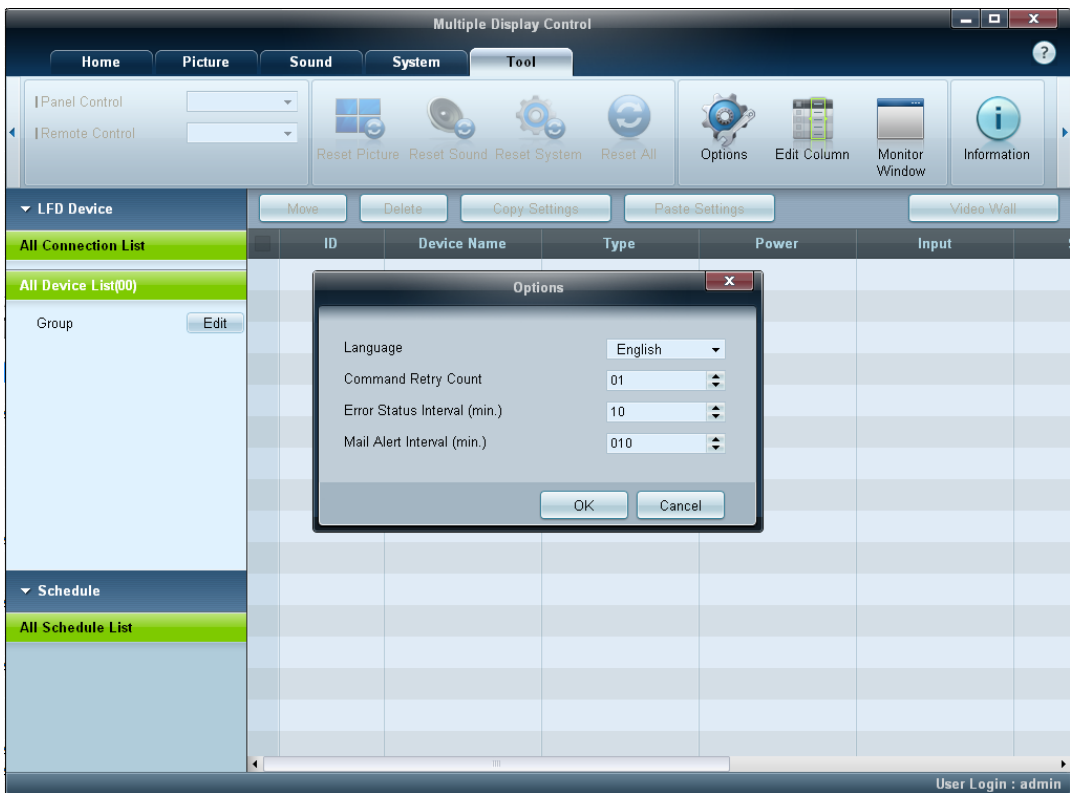 Multiple Display Control
Home Picture Sound System Tool
Panel Control
Remote Control
Reset Picture Reset Sound Reset System Reset All
Options Edit Column Monitor Window Information
LFD Device
Move Delete Copy Settings Paste Settings Video Wall
All Connection List
ID Device Name Type Power Input
All Device List(00)
Group Edit
Options
Language English
Command Retry Count 01
Error Status Interval (min.) 10
Mail Alert Interval (min.) 010
OK Cancel
Schedule
All Schedule List
User Login : admin